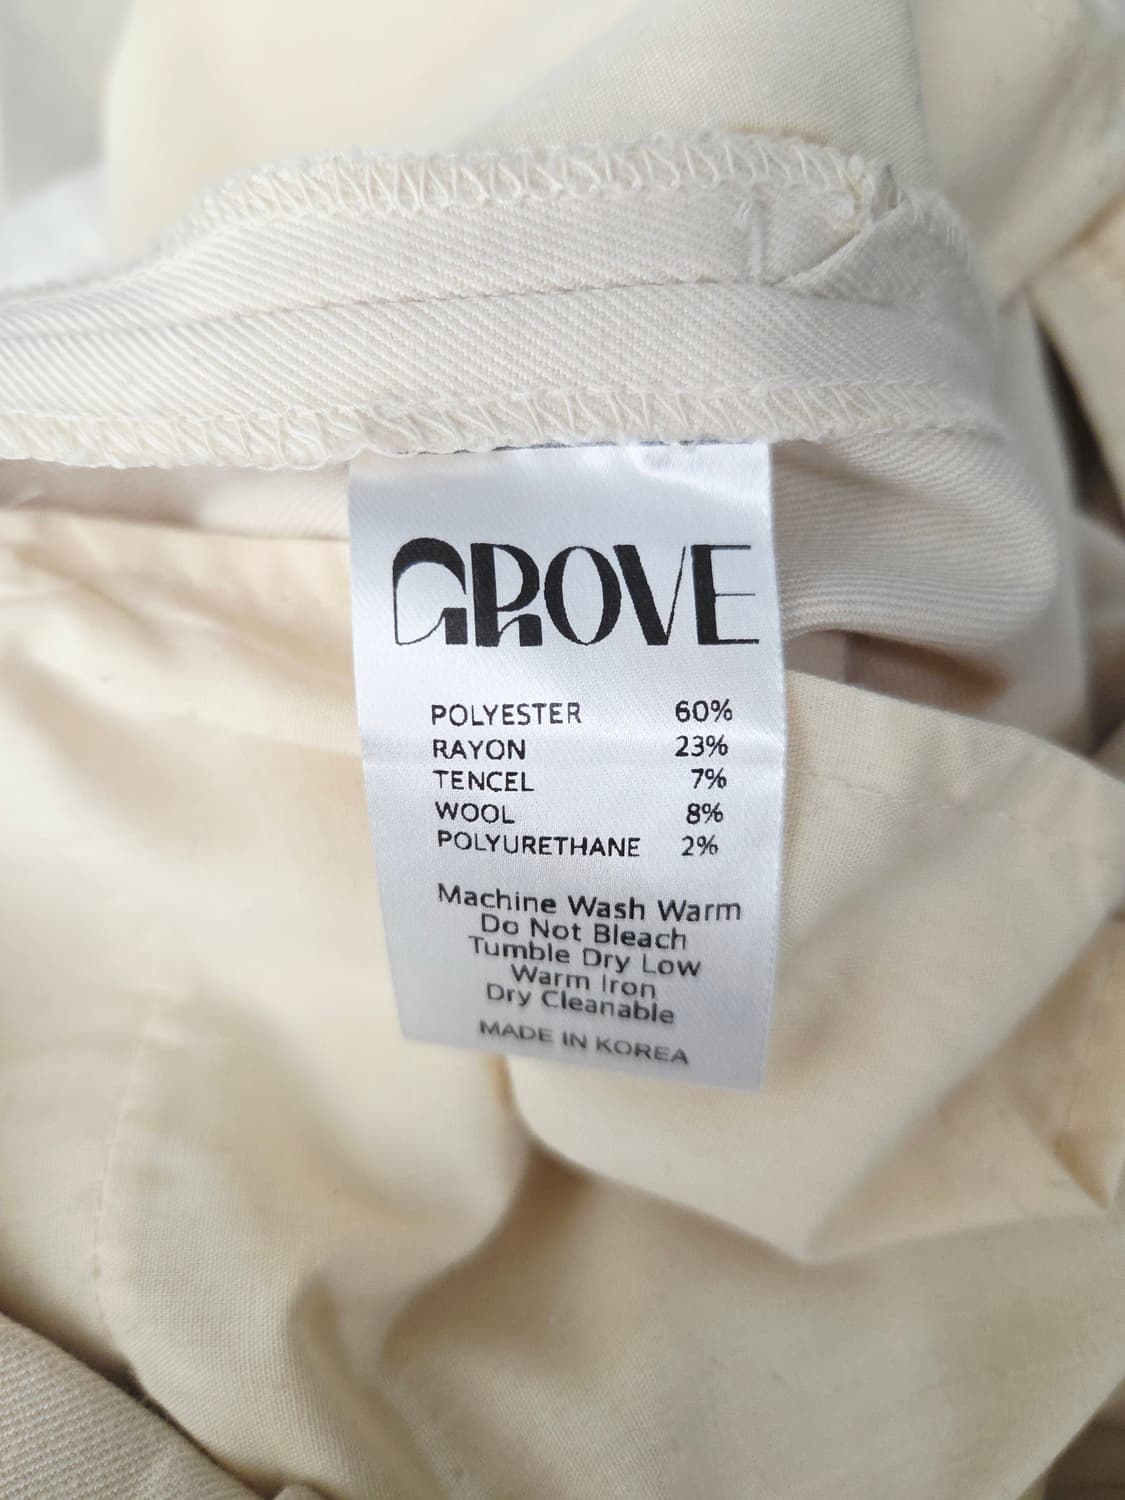 GROVE
POLYESTER 60%
RAYON 23%
TENCEL 7%
WOOL 8%
POLYURETHANE 2%
Machine Wash Warm
Do Not Bleach
Tumble Dry Low
Warm Iron
Dry Cleanable
MADE IN KOREA